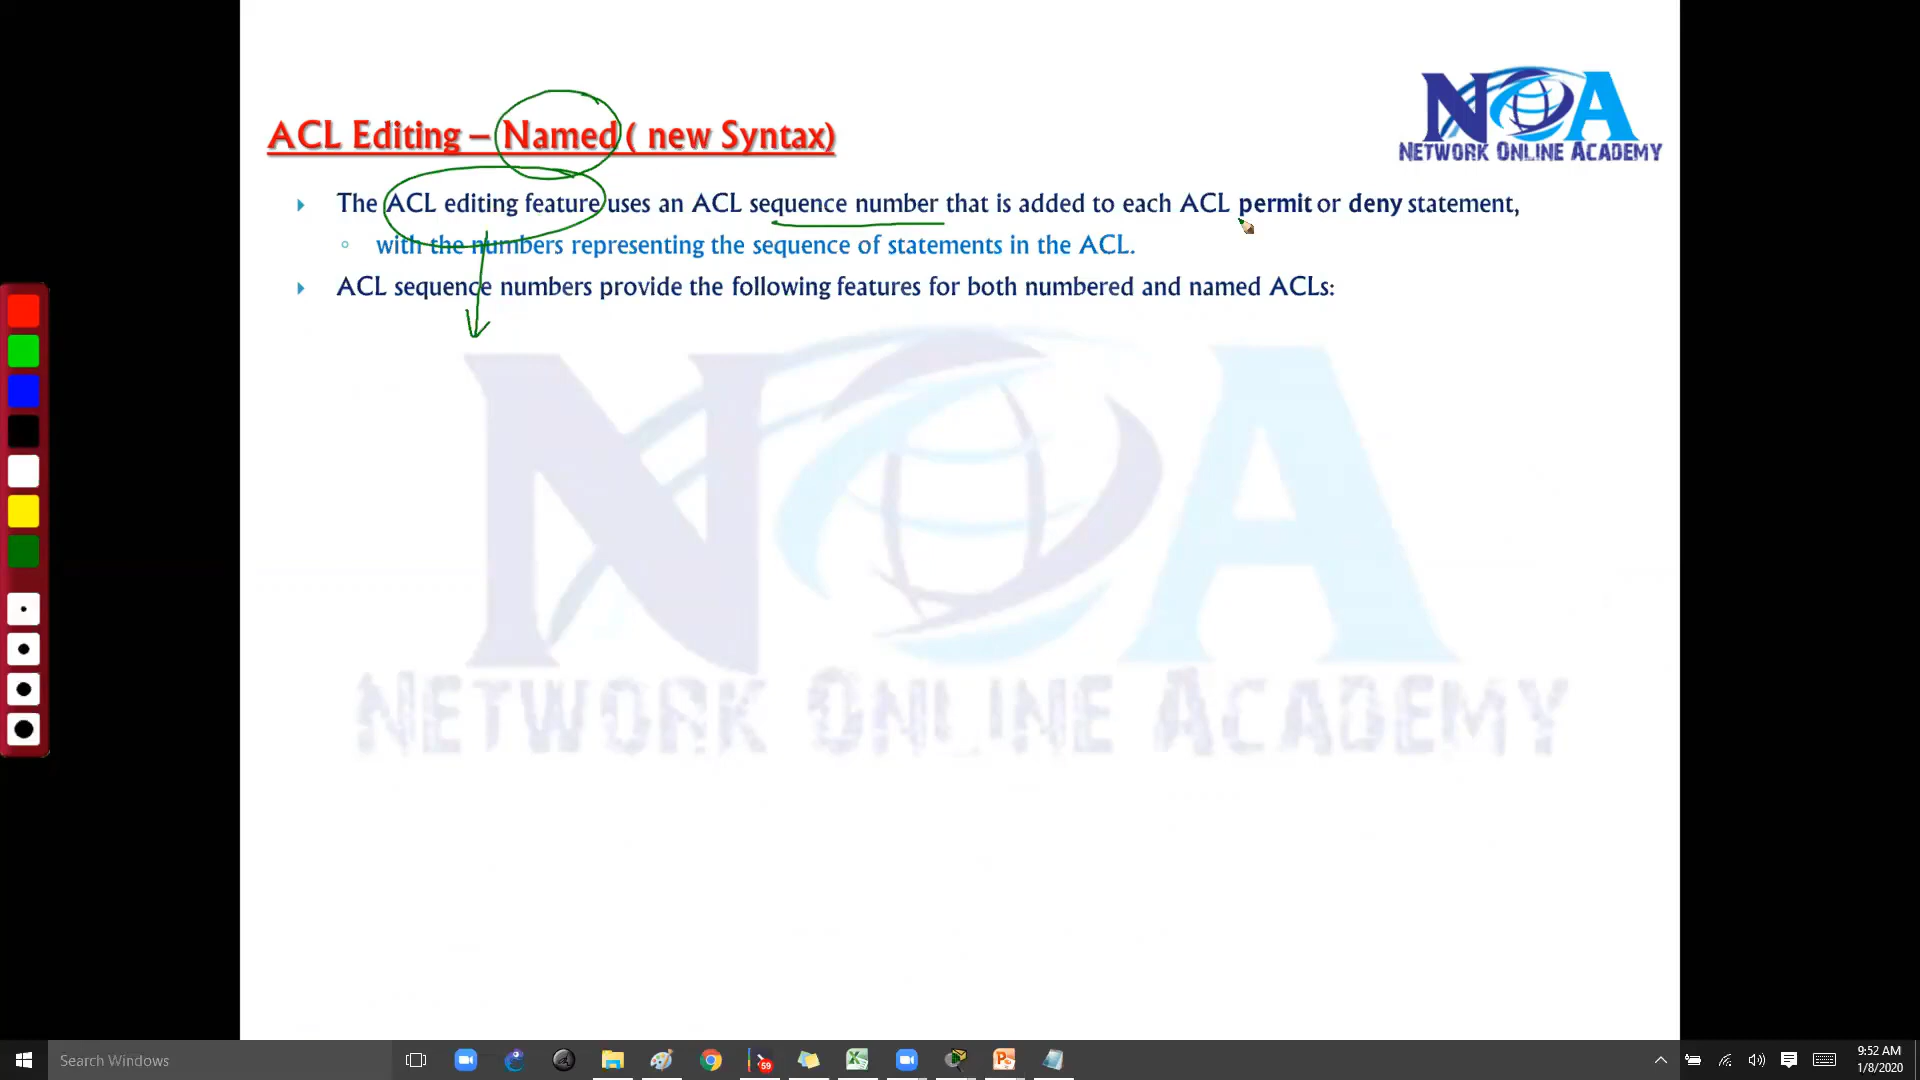 NOA
NETWORK ONLINE ACADEMY
ACL Editing – Named ( new Syntax)
The ACL editing feature uses an ACL sequence number that is added to each ACL permit or deny statement,
with the numbers representing the sequence of statements in the ACL.
ACL sequence numbers provide the following features for both numbered and named ACLs:
NOA
NETWORK ONLINE ACADEMY
Search Windows
59
9:52 AM
1/8/2020